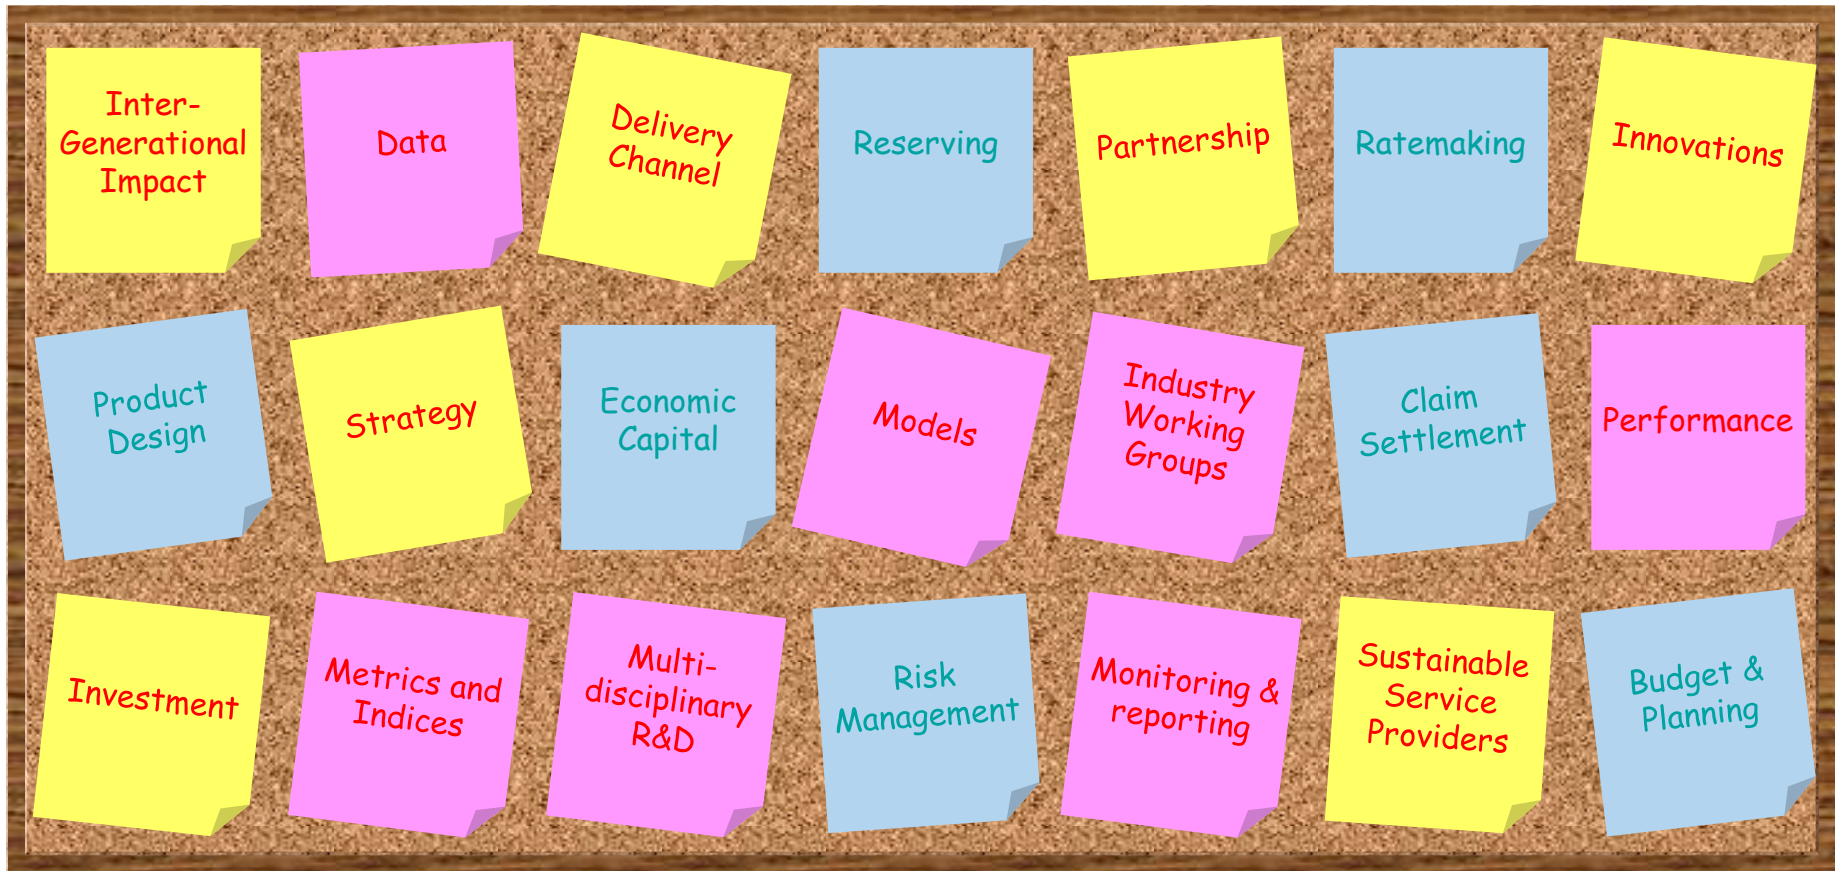 Inter-
Generational
Impact
Data
Delivery
Channel
Reserving
Partnership
Ratemaking
Innovations
Product
Design
Strategy
Economic
Capital
Models
Industry
Working
Groups
Claim
Settlement
Performance
Investment
Metrics and
Indices
Multi-
disciplinary
R&D
Risk
Management
Monitoring &
reporting
Sustainable
Service
Providers
Budget &
Planning